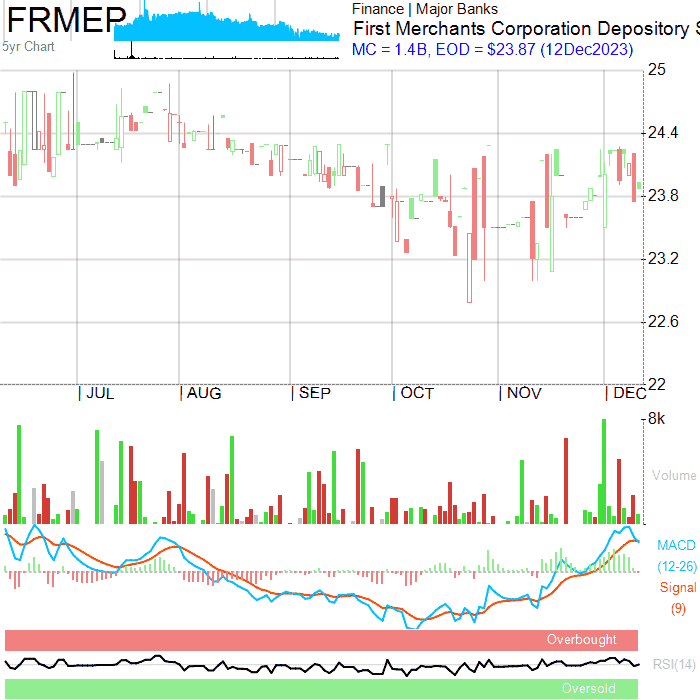 FRMEP
Finance | Major Banks
First Merchants Corporation Depository S
5yr Chart
MC = 1.4B, EOD = $23.87 (12Dec2023)
25
24.4
23.8
23.2
22.6
22
JUL
AUG
SEP
OCT
NOV
DEC
8k
Volume
MACD
(12-26)
Signal
(9)
Overbought
RSI(14)
Oversold